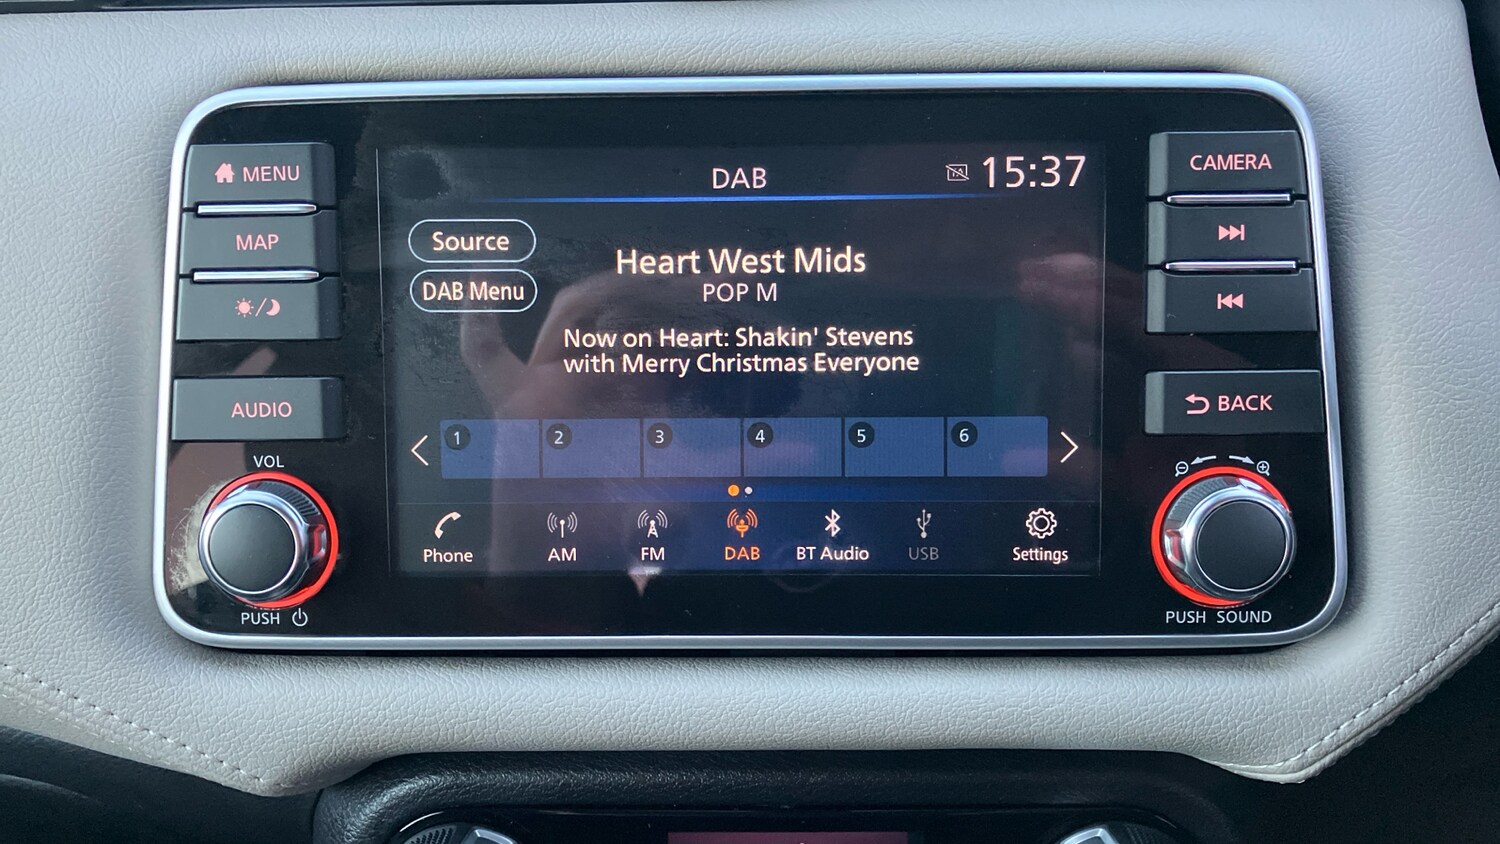 MENU
MAP
AUDIO
VOL
PUSH
DAB
15:37
Source
DAB Menu
Heart West Mids
POP M
Now on Heart: Shakin' Stevens
with Merry Christmas Everyone
1 2 3 4 5 6
Phone AM FM DAB BT Audio USB Settings
CAMERA
BACK
PUSH SOUND